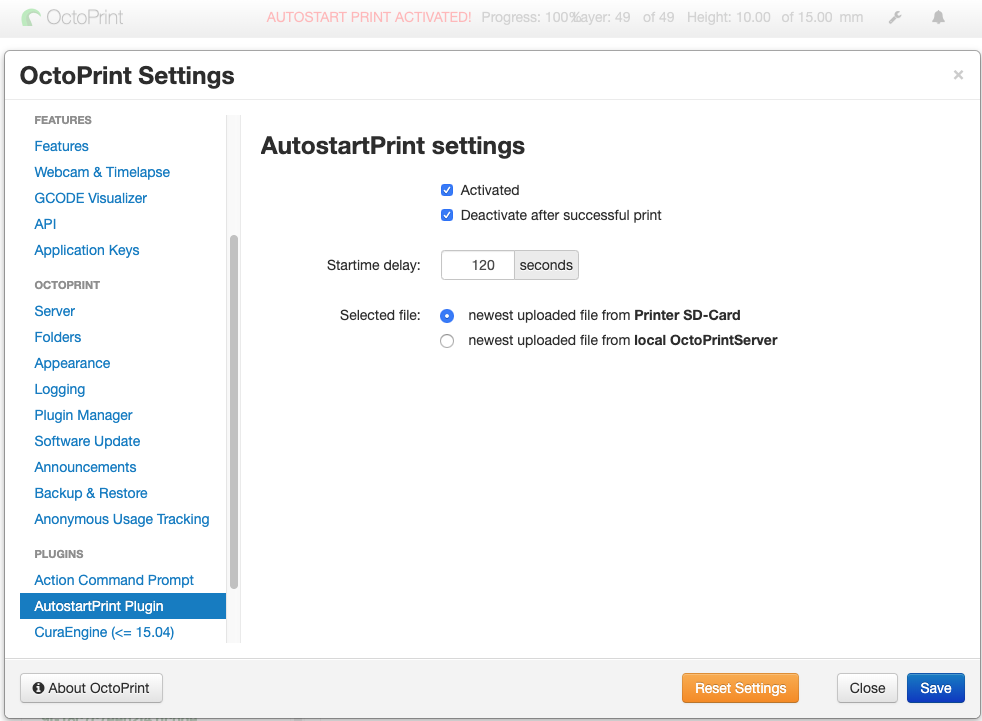 OctoPrint
AUTOSTART PRINT ACTIVATED! Progress: 100% Layer: 49 of 49 Height: 10.00 of 15.00 mm
OctoPrint Settings
×
FEATURES
Features
Webcam & Timelapse
GCODE Visualizer
API
Application Keys
OCTOPRINT
Server
Folders
Appearance
Logging
Plugin Manager
Software Update
Announcements
Backup & Restore
Anonymous Usage Tracking
PLUGINS
Action Command Prompt
AutostartPrint Plugin
CuraEngine (<= 15.04)
AutostartPrint settings
Activated
Deactivate after successful print
Startime delay: 120 seconds
Selected file: newest uploaded file from Printer SD-Card
newest uploaded file from local OctoPrintServer
About OctoPrint
Reset Settings
Close
Save